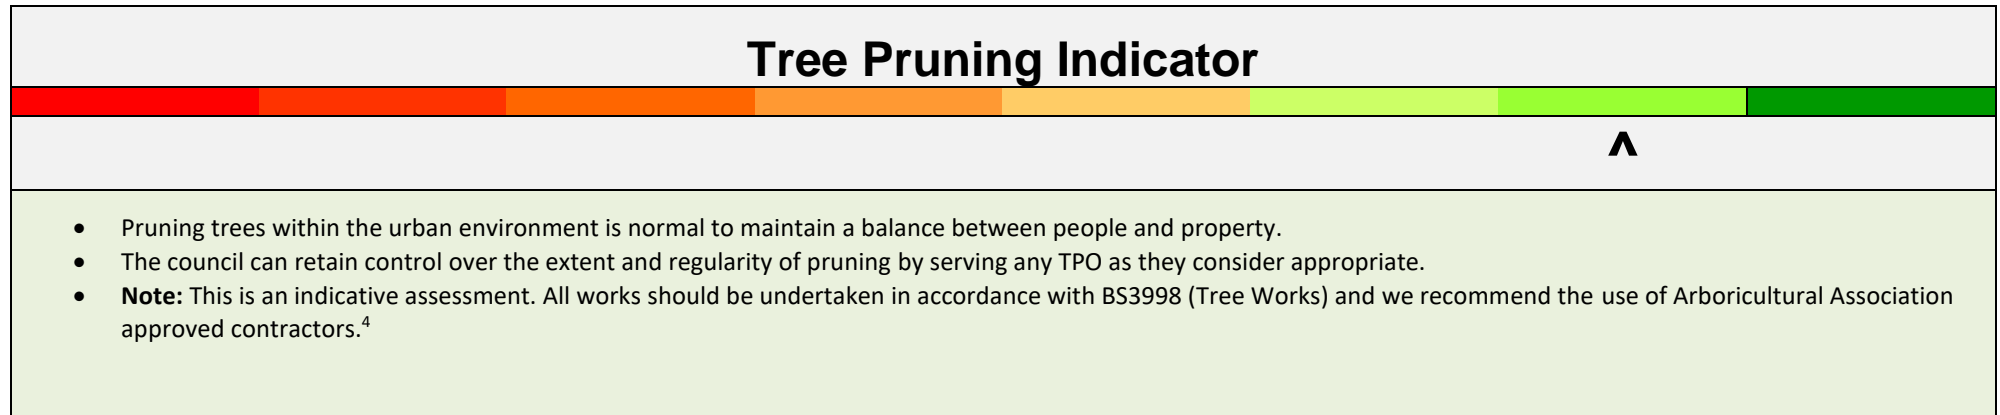 Tree Pruning Indicator
^
• Pruning trees within the urban environment is normal to maintain a balance between people and property.
• The council can retain control over the extent and regularity of pruning by serving any TPO as they consider appropriate.
• Note: This is an indicative assessment. All works should be undertaken in accordance with BS3998 (Tree Works) and we recommend the use of Arboricultural Association
approved contractors.⁴